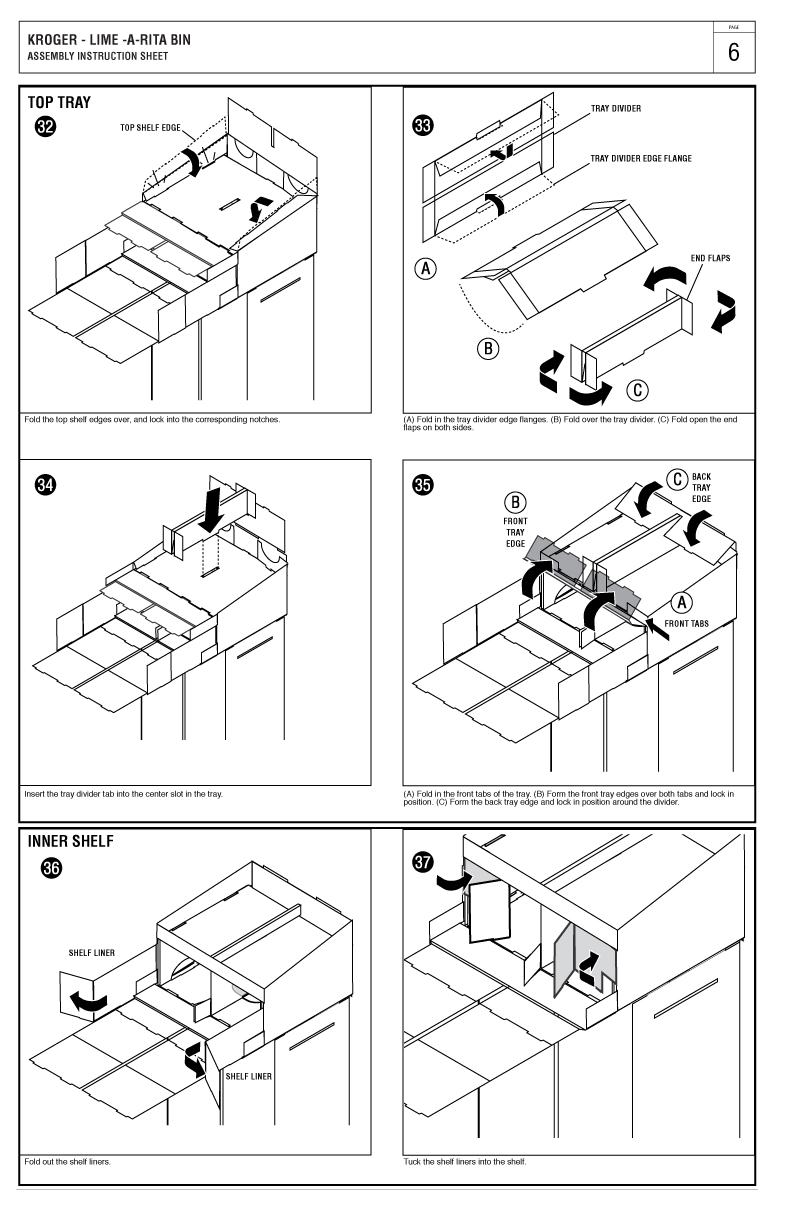 KROGER - LIME -A-RITA BIN
ASSEMBLY INSTRUCTION SHEET
PAGE
6
TOP TRAY
32
TOP SHELF EDGE
Fold the top shelf edges over, and lock into the corresponding notches.
33
TRAY DIVIDER
TRAY DIVIDER EDGE FLANGE
A
END FLAPS
B
C
(A) Fold in the tray divider edge flanges. (B) Fold over the tray divider. (C) Fold open the end
flaps on both sides.
34
Insert the tray divider tab into the center slot in the tray.
35
C BACK
TRAY
EDGE
B
FRONT
TRAY
EDGE
A
FRONT TABS
(A) Fold in the front tabs of the tray. (B) Form the front tray edges over both tabs and lock in
position. (C) Form the back tray edge and lock in position around the divider.
INNER SHELF
36
SHELF LINER
SHELF LINER
Fold out the shelf liners.
37
Tuck the shelf liners into the shelf.